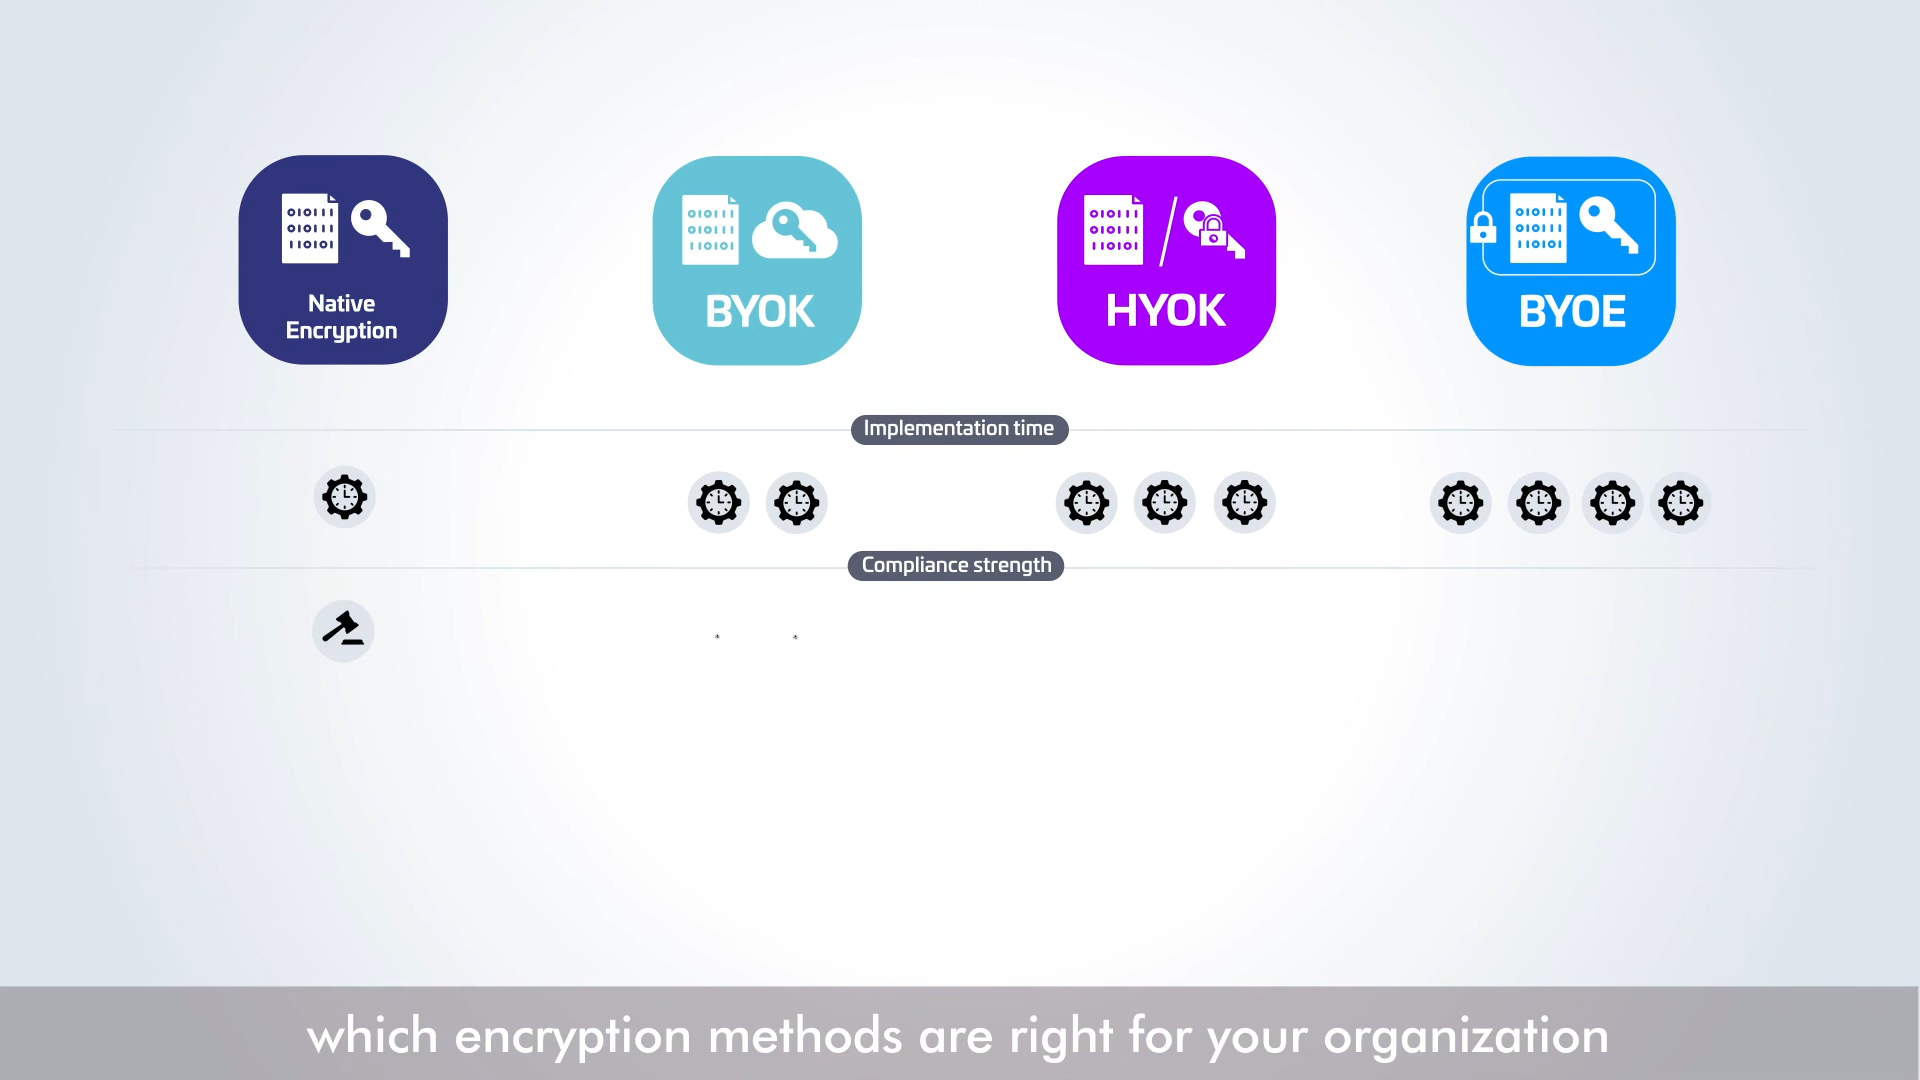 Native
Encryption
BYOK
HYOK
BYOE
Implementation time
Compliance strength
which encryption methods are right for your organization